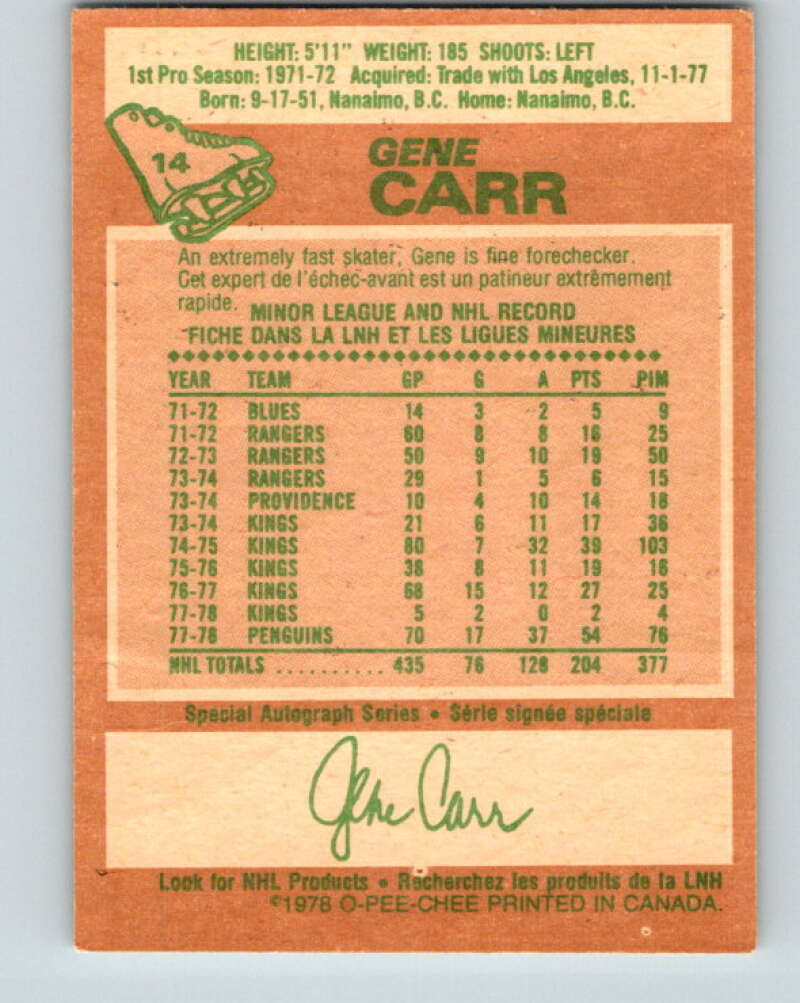 HEIGHT: 5'11" WEIGHT: 185 SHOOTS: LEFT
1st Pro Season: 1971-72 Acquired: Trade with Los Angeles, 11-1-77
Born: 9-17-51, Nanaimo, B.C. Home: Nanaimo, B.C.
14
GENE
CARR
An extremely fast skater, Gene is fine forechecker.
Cet expert de l'échec-avant est un patineur extrêmement
rapide.
MINOR LEAGUE AND NHL RECORD
FICHE DANS LA LNH ET LES LIGUES MINEURES
YEAR TEAM GP G A PTS PIM
71-72 BLUES 14 3 2 5 9
71-72 RANGERS 60 8 8 16 25
72-73 RANGERS 50 9 10 19 50
73-74 RANGERS 29 1 5 6 15
73-74 PROVIDENCE 10 4 10 14 18
73-74 KINGS 21 6 11 17 36
74-75 KINGS 80 7 32 39 103
75-76 KINGS 38 8 11 19 16
76-77 KINGS 68 15 12 27 25
77-78 KINGS 5 2 0 2 4
77-78 PENGUINS 70 17 37 54 76
NHL TOTALS .......... 435 76 128 204 377
Special Autograph Series • Série signée spéciale
Gene Carr
Look for NHL Products • Recherchez les produits de la LNH
©1978 O-PEE-CHEE PRINTED IN CANADA.